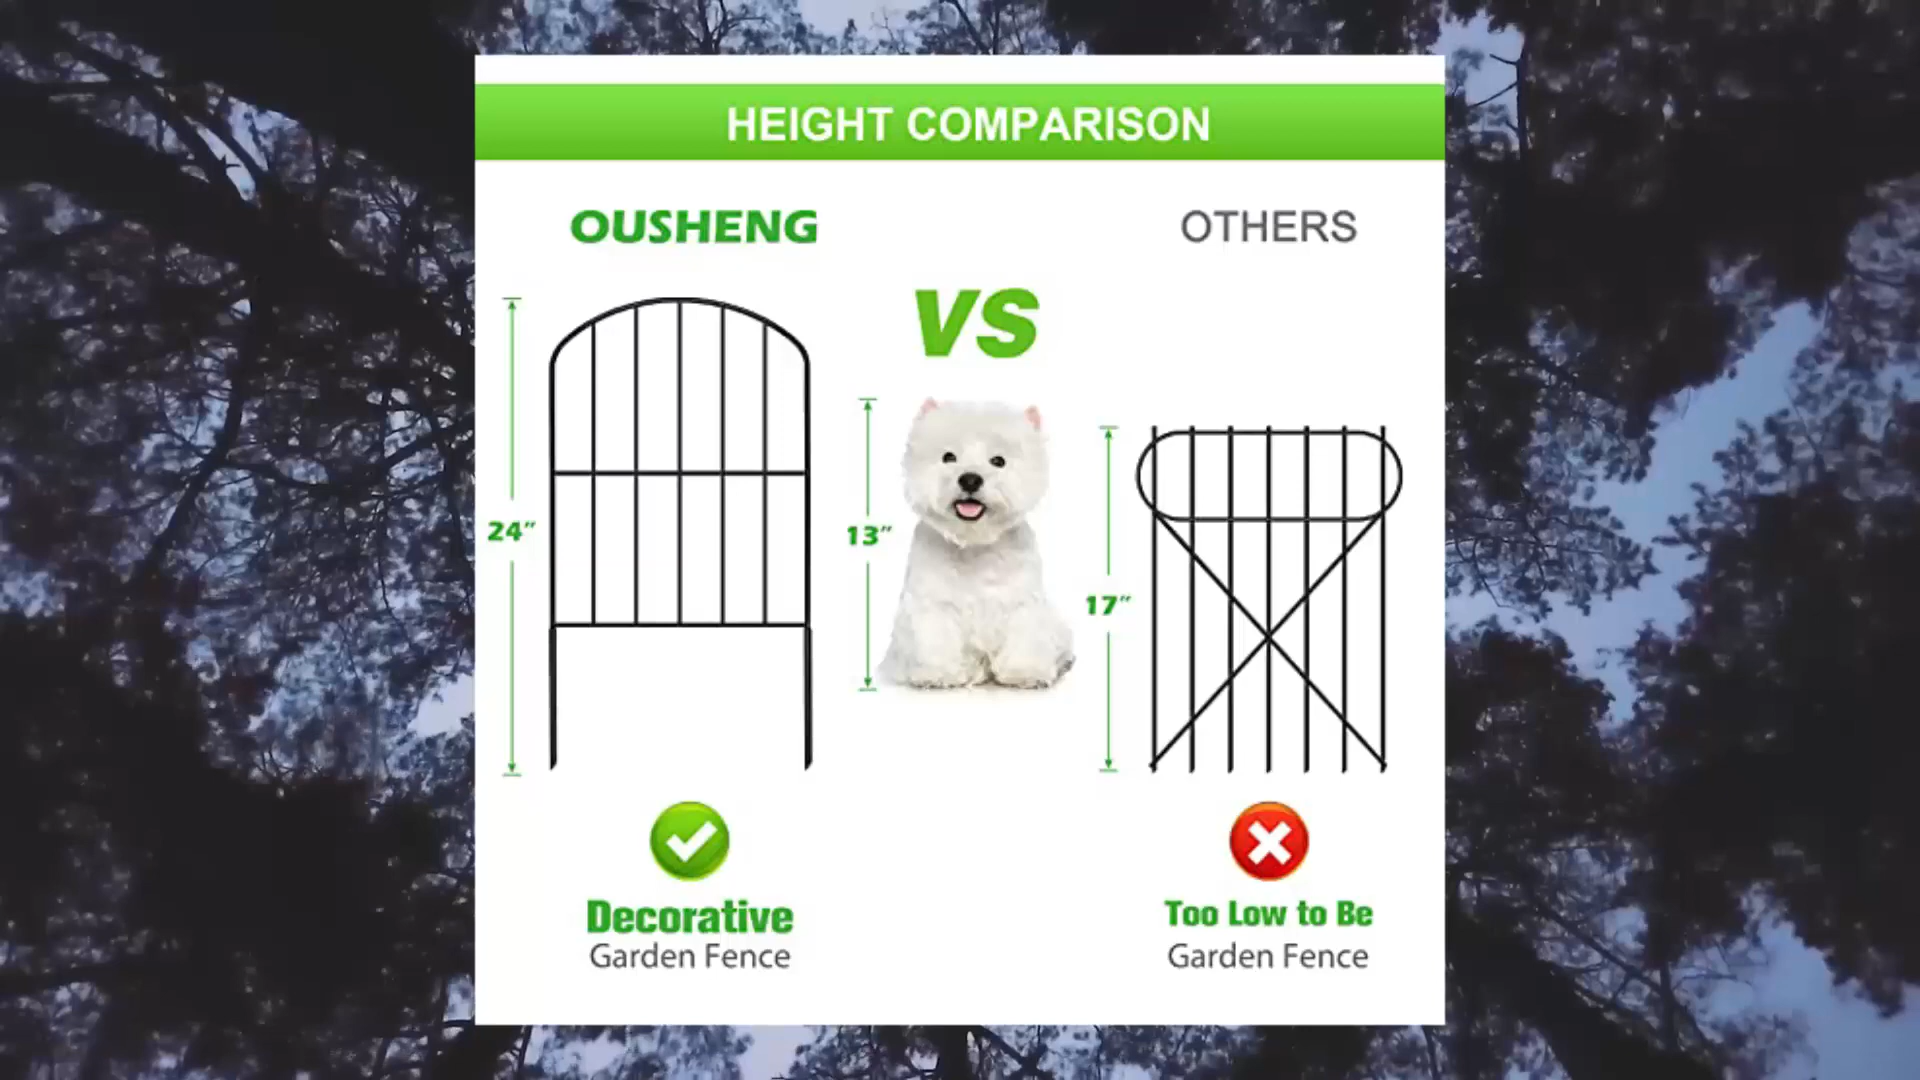 HEIGHT COMPARISON
OUSHENG
OTHERS
VS
24"
13"
17"
Decorative
Garden Fence
Too Low to Be
Garden Fence